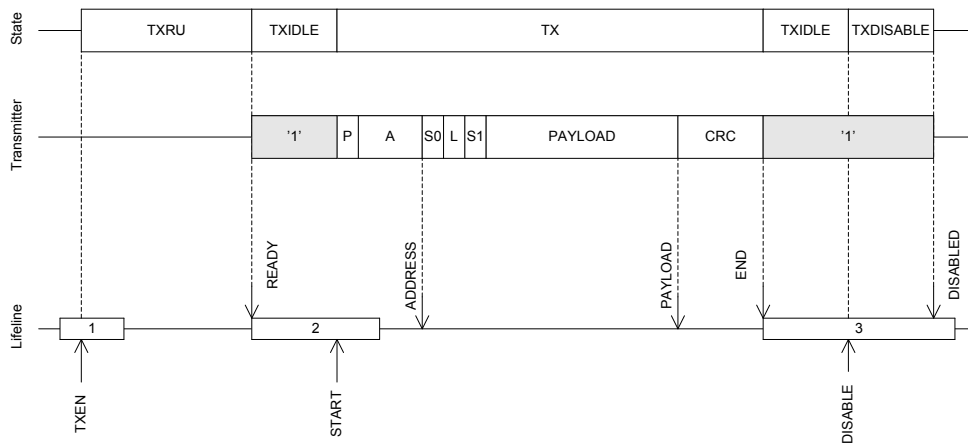 State
TXRU TXIDLE TX TXIDLE TXDISABLE
Transmitter
'1' P A S0 L S1 PAYLOAD CRC '1'
READY
ADDRESS
PAYLOAD
END
DISABLED
Lifeline
1 2 3
TXEN
START
DISABLE